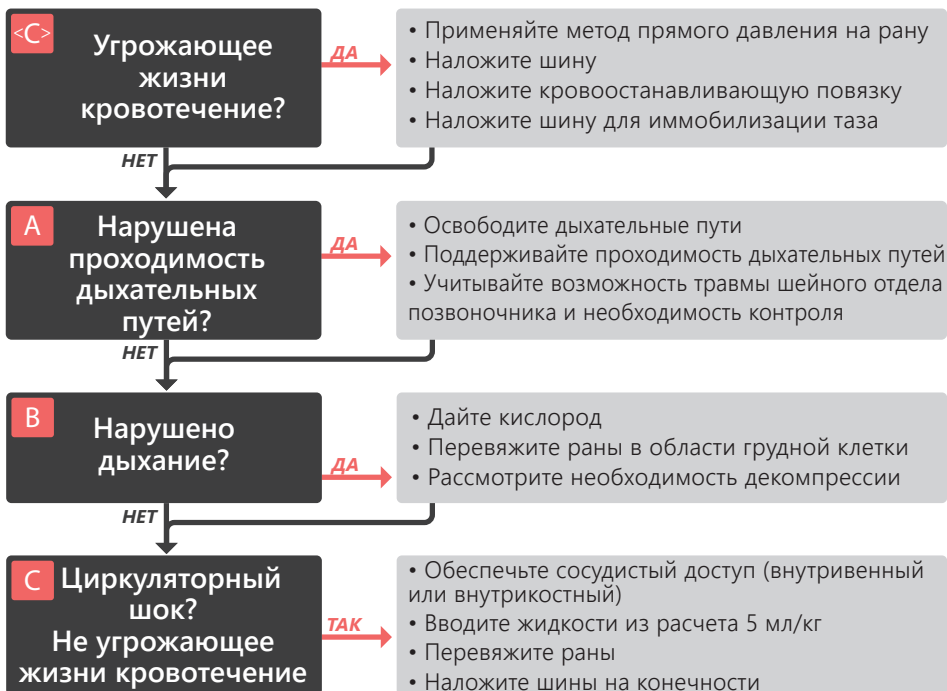 <C>
Угрожающее
жизни
кровотечение?
ДА
• Применяйте метод прямого давления на рану
• Наложите шину
• Наложите кровоостанавливающую повязку
• Наложите шину для иммобилизации таза
НЕТ
A
Нарушена
проходимость
дыхательных
путей?
ДА
• Освободите дыхательные пути
• Поддерживайте проходимость дыхательных путей
• Учитывайте возможность травмы шейного отдела
позвоночника и необходимость контроля
НЕТ
B
Нарушено
дыхание?
ДА
• Дайте кислород
• Перевяжите раны в области грудной клетки
• Рассмотрите необходимость декомпрессии
НЕТ
C
Циркуляторный
шок?
Не угрожающее
жизни кровотечение
ТАК
• Обеспечьте сосудистый доступ (внутривенный
или внутрикостный)
• Вводите жидкости из расчета 5 мл/кг
• Перевяжите раны
• Наложите шины на конечности